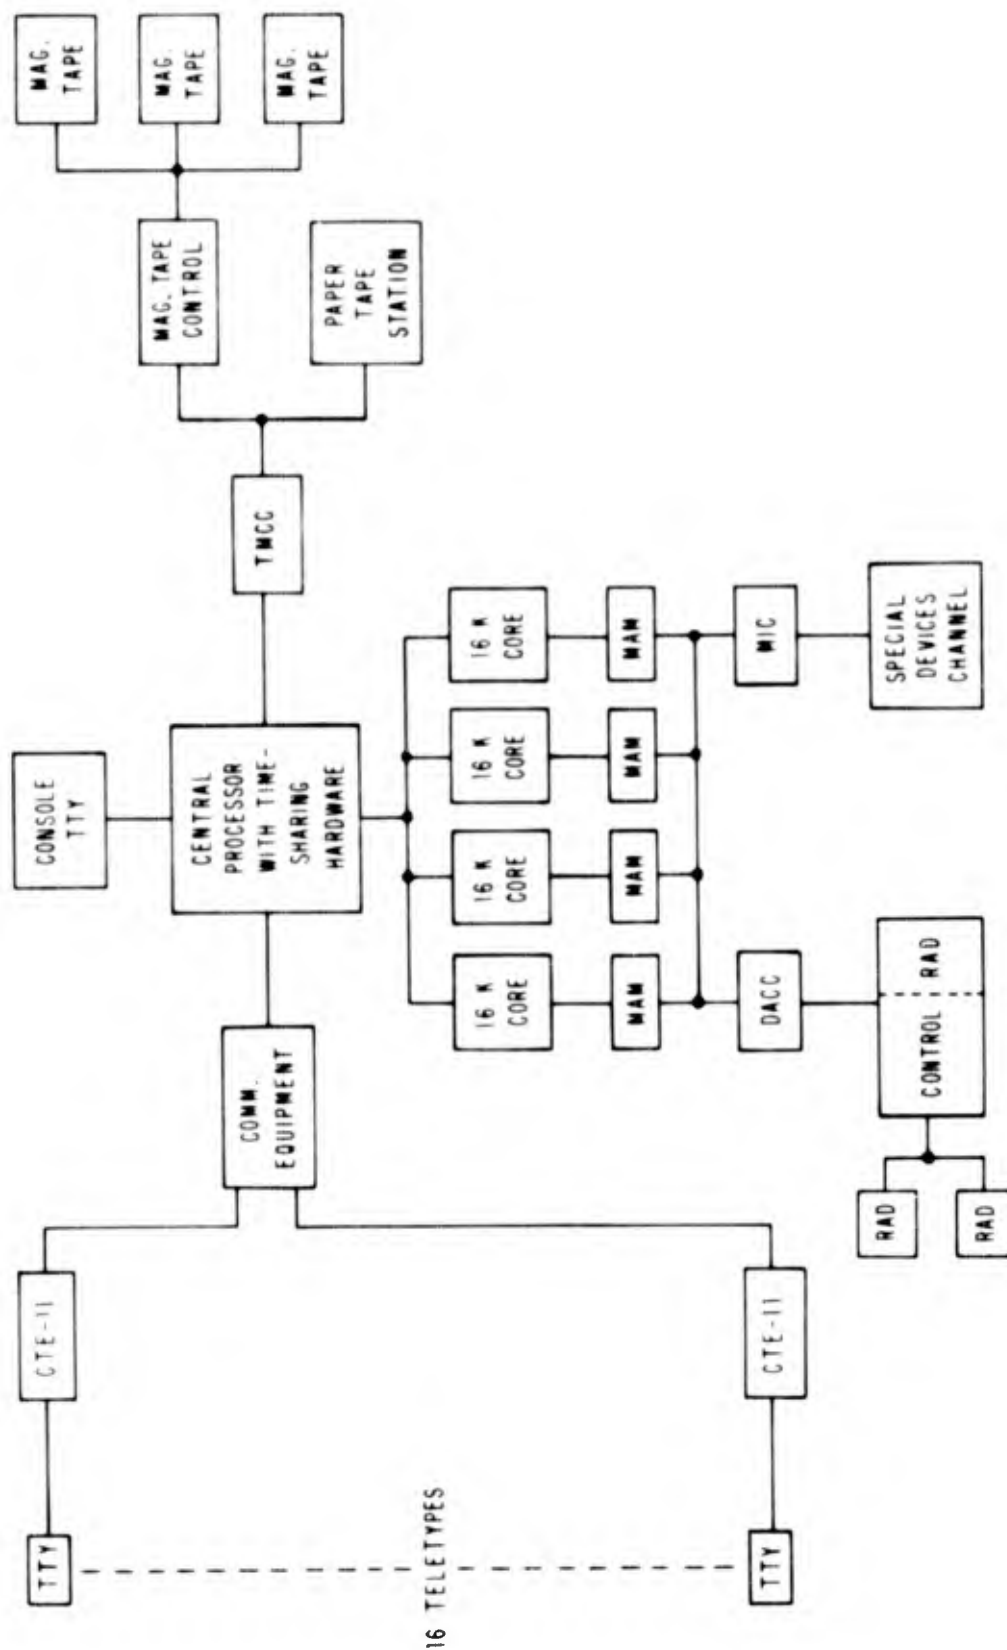 CONSOLE
TTY
MAG.
TAPE
MAG.
TAPE
MAG.
TAPE
MAG. TAPE
CONTROL
PAPER
TAPE
STATION
TMCC
CENTRAL
PROCESSOR
WITH TIME-
SHARING
HARDWARE
COMM.
EQUIPMENT
CTE-11
TTY
16 TELETYPES
CTE-11
TTY
16 K
CORE
16 K
CORE
16 K
CORE
16 K
CORE
MAM
MAM
MAM
MAM
DACC
MIC
CONTROL RAD
RAD
RAD
SPECIAL
DEVICES
CHANNEL